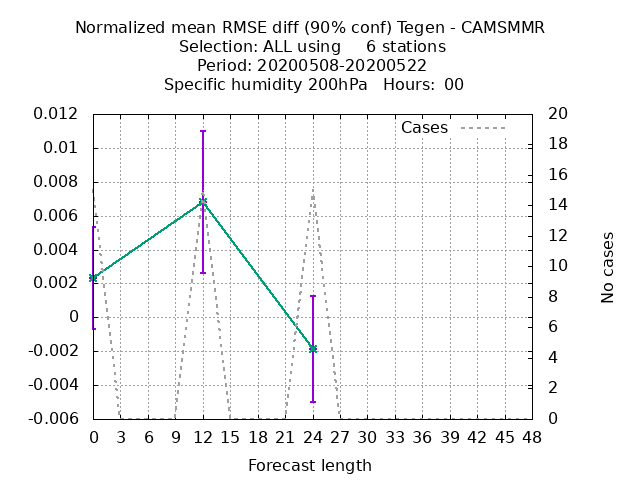 Normalized mean RMSE diff (90% conf) Tegen - CAMSMMR
Selection: ALL using     6 stations
Period: 20200508-20200522
Specific humidity 200hPa   Hours:  00
Cases
0.012
0.01
0.008
0.006
0.004
0.002
0
-0.002
-0.004
-0.006
20
18
16
14
12
10
8
6
4
2
0
No cases
0 3 6 9 12 15 18 21 24 27 30 33 36 39 42 45 48
Forecast length